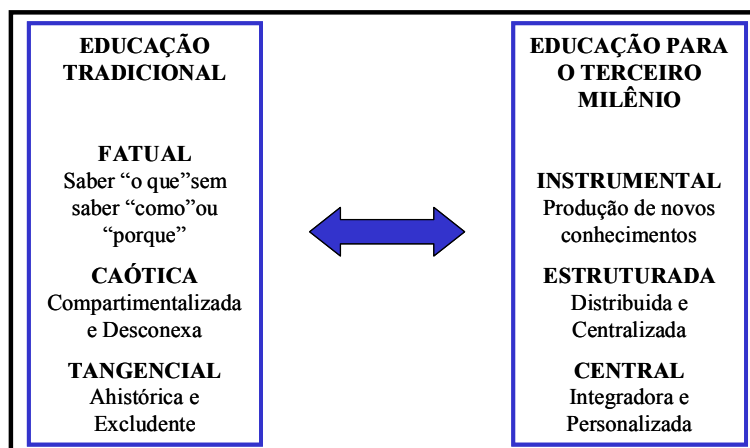 EDUCAÇÃO
TRADICIONAL
FATUAL
Saber “o que”sem
saber “como”ou
“porque”
CAÓTICA
Compartimentalizada
e Desconexa
TANGENCIAL
Ahistórica e
Excludente
EDUCAÇÃO PARA
O TERCEIRO
MILÊNIO
INSTRUMENTAL
Produção de novos
conhecimentos
ESTRUTURADA
Distribuida e
Centralizada
CENTRAL
Integradora e
Personalizada